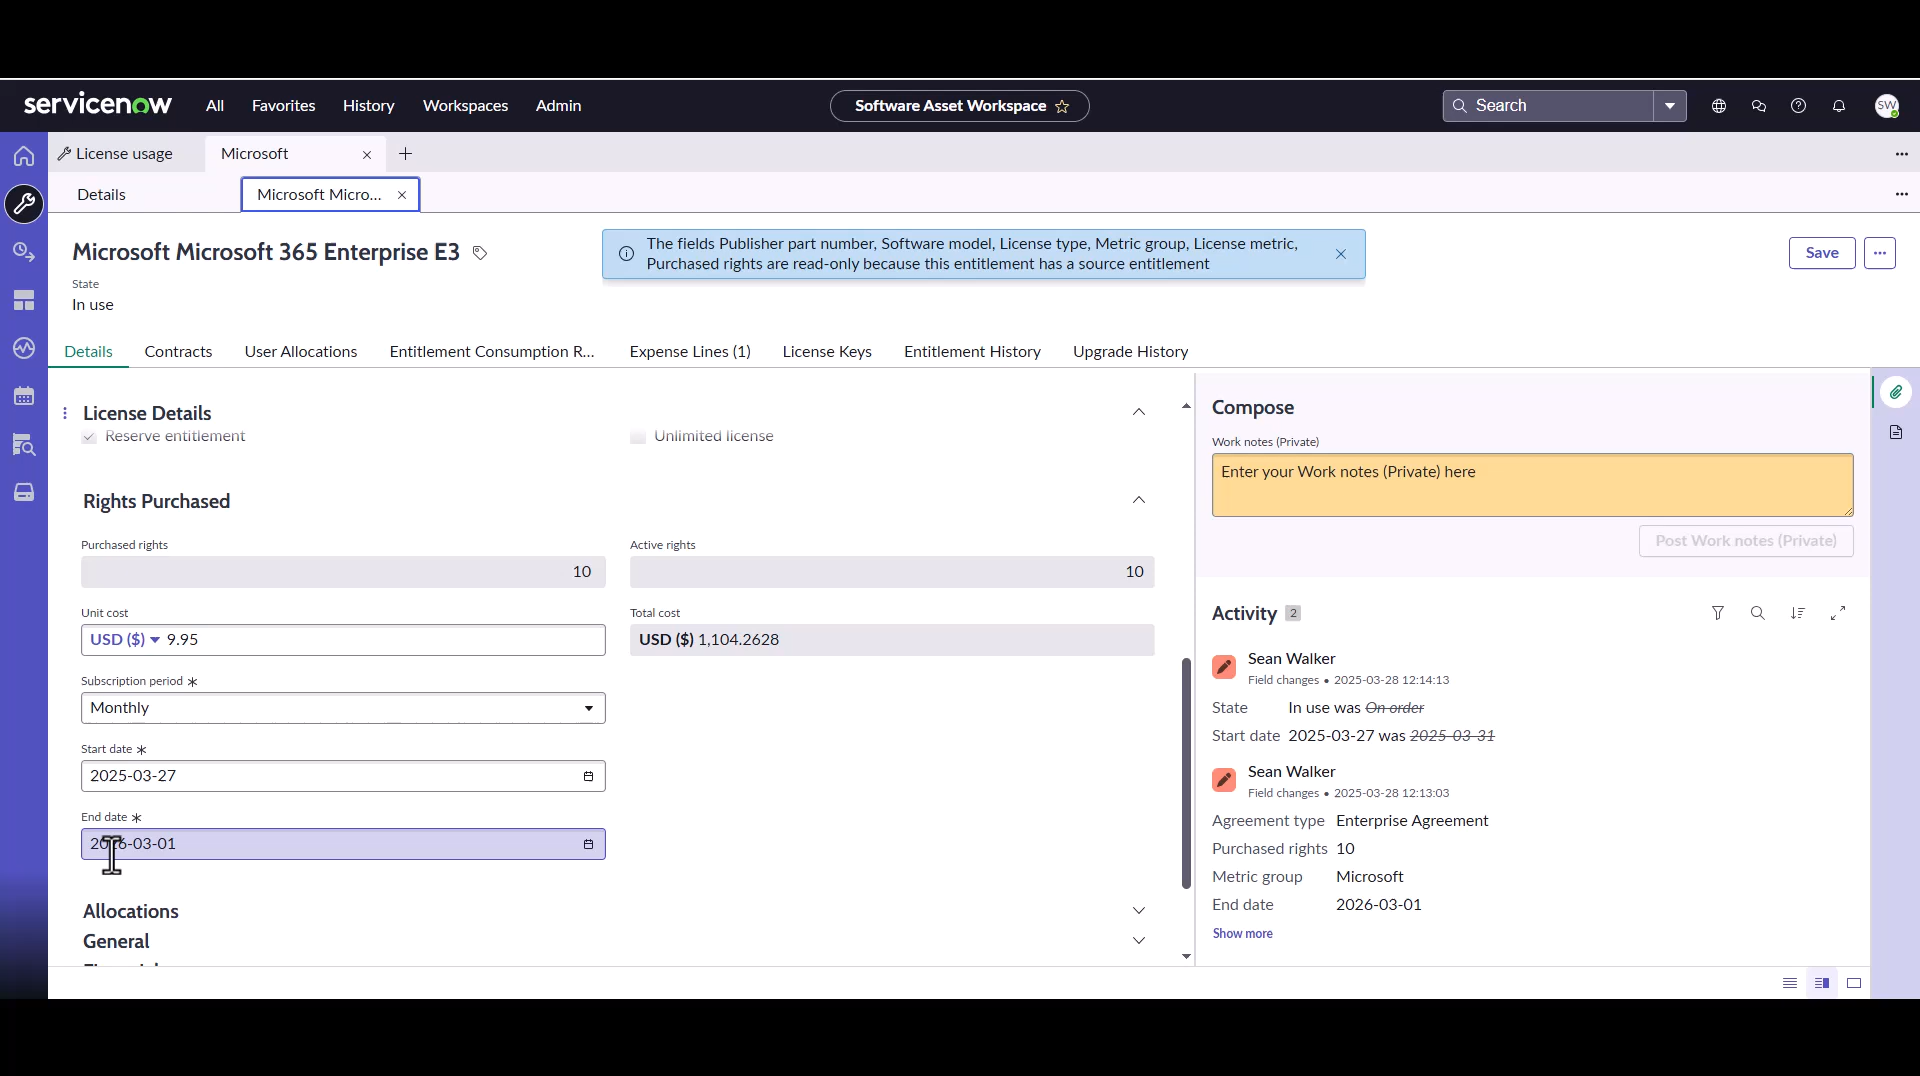 servicenow All Favorites History Workspaces Admin Software Asset Workspace Search SW
License usage Microsoft
Details Microsoft Micro...
Microsoft Microsoft 365 Enterprise E3
The fields Publisher part number, Software model, License type, Metric group, License metric,
Purchased rights are read-only because this entitlement has a source entitlement
Save
State
In use
Details Contracts User Allocations Entitlement Consumption R... Expense Lines (1) License Keys Entitlement History Upgrade History
License Details
Reserve entitlement Unlimited license
Rights Purchased
Purchased rights Active rights
10 10
Unit cost Total cost
USD ($) 9.95 USD ($) 1,104.2628
Subscription period
Monthly
Start date
2025-03-27
End date
2026-03-01
Allocations
General
Compose
Work notes (Private)
Enter your Work notes (Private) here
Post Work notes (Private)
Activity 2
Sean Walker
Field changes • 2025-03-28 12:14:13
State In use was On order
Start date 2025-03-27 was 2025-03-31
Sean Walker
Field changes • 2025-03-28 12:13:03
Agreement type Enterprise Agreement
Purchased rights 10
Metric group Microsoft
End date 2026-03-01
Show more